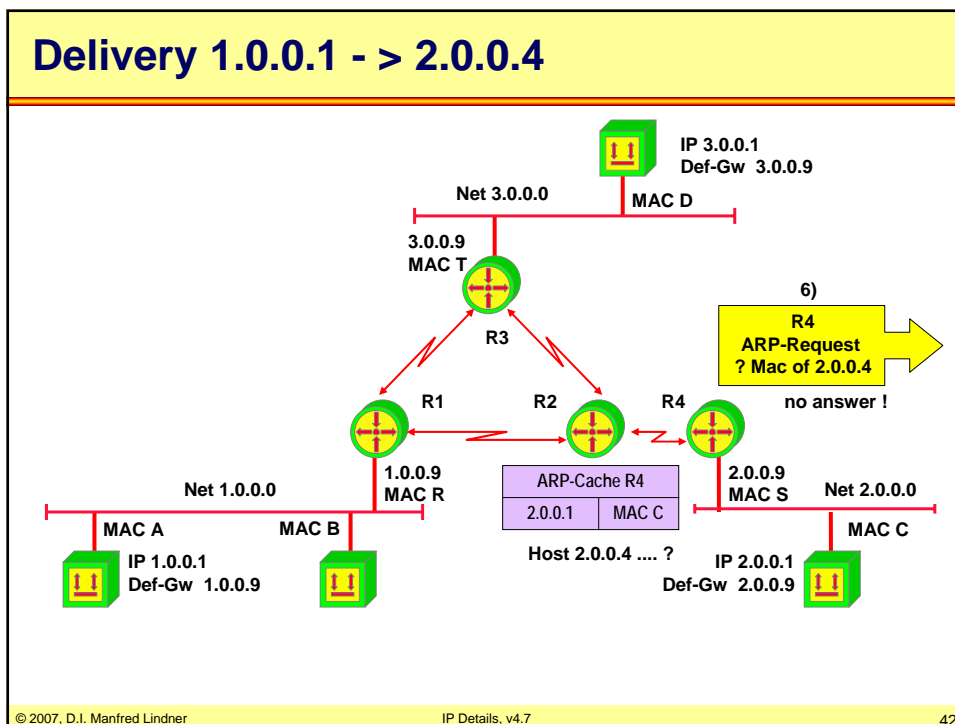 Delivery 1.0.0.1 - > 2.0.0.4
IP 3.0.0.1
Def-Gw 3.0.0.9
Net 3.0.0.0
MAC D
3.0.0.9
MAC T
R3
6)
R4
ARP-Request
? Mac of 2.0.0.4
no answer !
R1
R2
R4
1.0.0.9
MAC R
Net 1.0.0.0
ARP-Cache R4
2.0.0.1 MAC C
Host 2.0.0.4 .... ?
2.0.0.9
MAC S
Net 2.0.0.0
MAC A
MAC B
MAC C
IP 1.0.0.1
Def-Gw 1.0.0.9
IP 2.0.0.1
Def-Gw 2.0.0.9
© 2007, D.I. Manfred Lindner
IP Details, v4.7
42